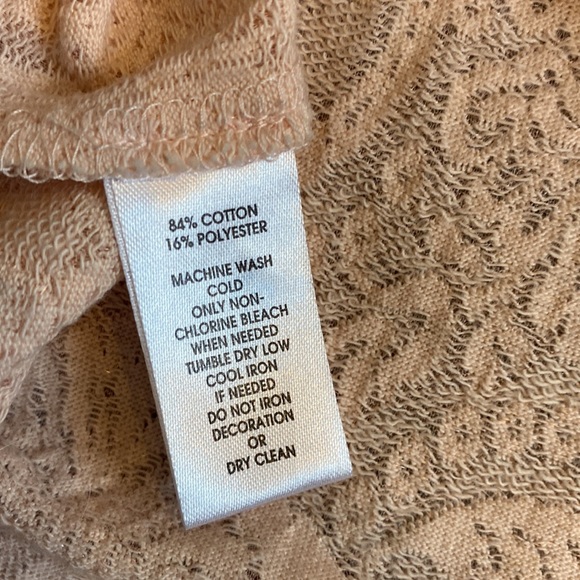 84% COTTON
16% POLYESTER
MACHINE WASH
COLD
ONLY NON-
CHLORINE BLEACH
WHEN NEEDED
TUMBLE DRY LOW
COOL IRON
IF NEEDED
DO NOT IRON
DECORATION
OR
DRY CLEAN